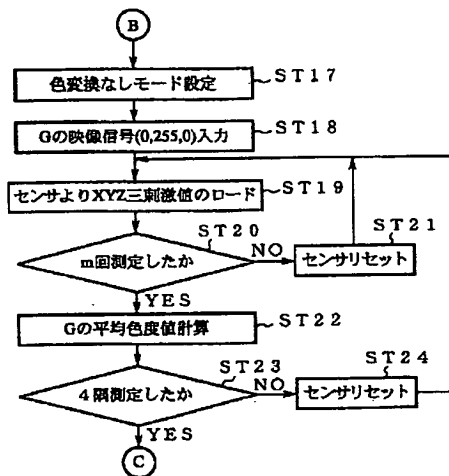 B
色変換なしモード設定
ST17
Gの映像信号(0,255,0)入力
ST18
センサよりXYZ三刺激値のロード
ST19
m回測定したか
ST20
NO
センサリセット
ST21
YES
Gの平均色度値計算
ST22
4隅測定したか
ST23
NO
センサリセット
ST24
YES
C